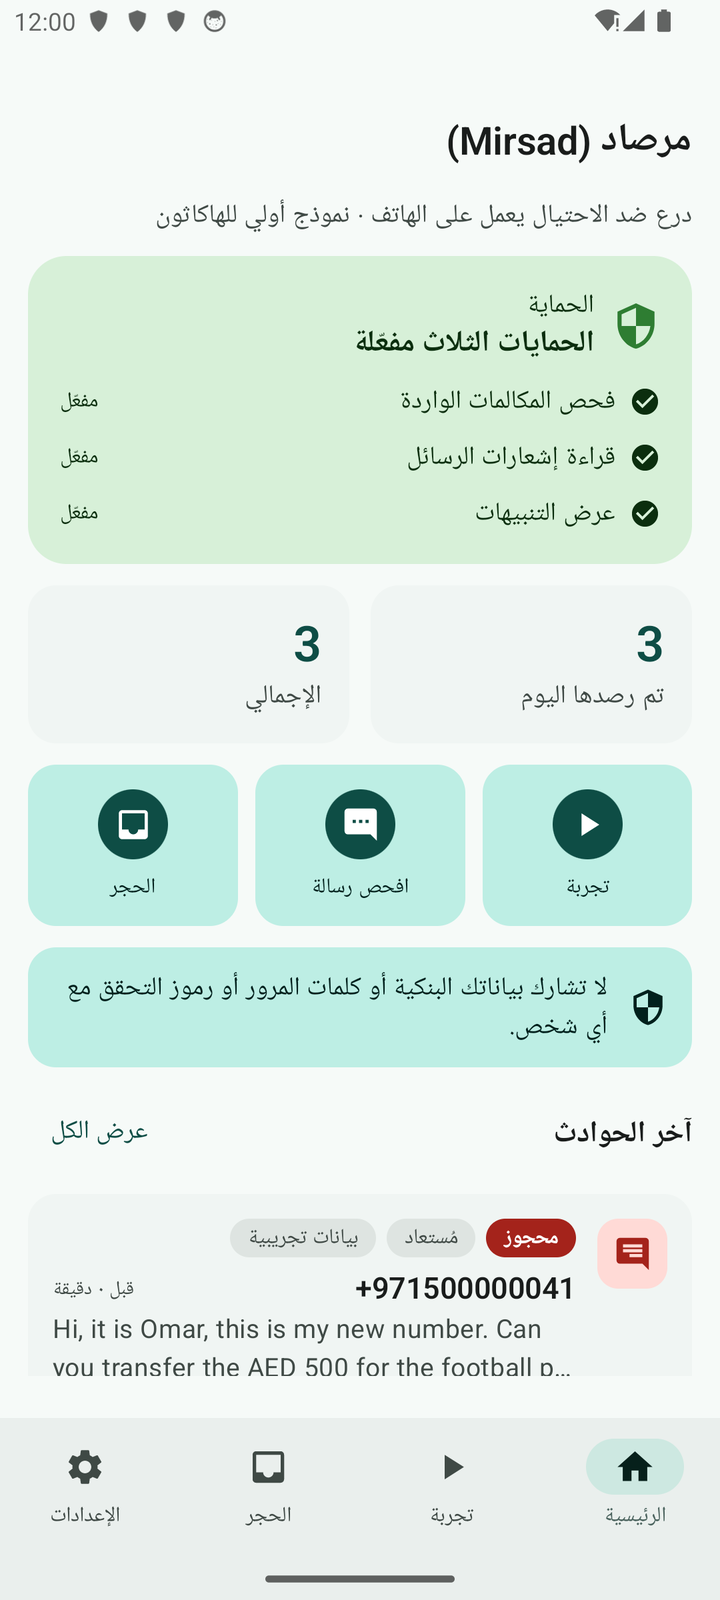 12:00
مرصاد (Mirsad)
درع ضد الاحتيال يعمل على الهاتف · نموذج أولي للهاكاثون
الحماية
الحمايات الثلاث مفعّلة
فحص المكالمات الواردة
مفعّل
قراءة إشعارات الرسائل
مفعّل
عرض التنبيهات
مفعّل
3
تم رصدها اليوم
3
الإجمالي
تجربة
افحص رسالة
الحجر
لا تشارك بياناتك البنكية أو كلمات المرور أو رموز التحقق مع
أي شخص.
آخر الحوادث
عرض الكل
محجوز
مُستعاد
بيانات تجريبية
+971500000041
قبل ٠ دقيقة
Hi, it is Omar, this is my new number. Can
you transfer the AED 500 for the football p…
الرئيسية
تجربة
الحجر
الإعدادات